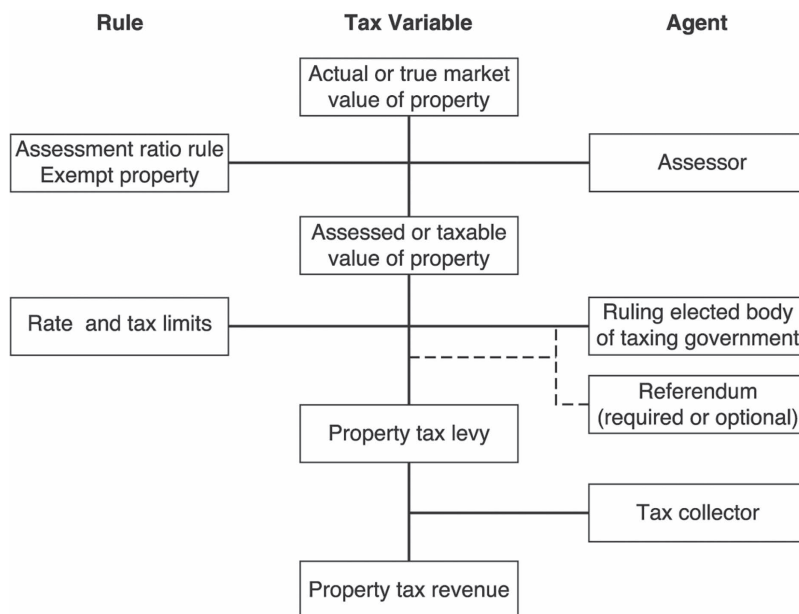 Rule
Tax Variable
Agent
Actual or true market
value of property
Assessment ratio rule
Exempt property
Assessor
Assessed or taxable
value of property
Rate and tax limits
Ruling elected body
of taxing government
Referendum
(required or optional)
Property tax levy
Tax collector
Property tax revenue